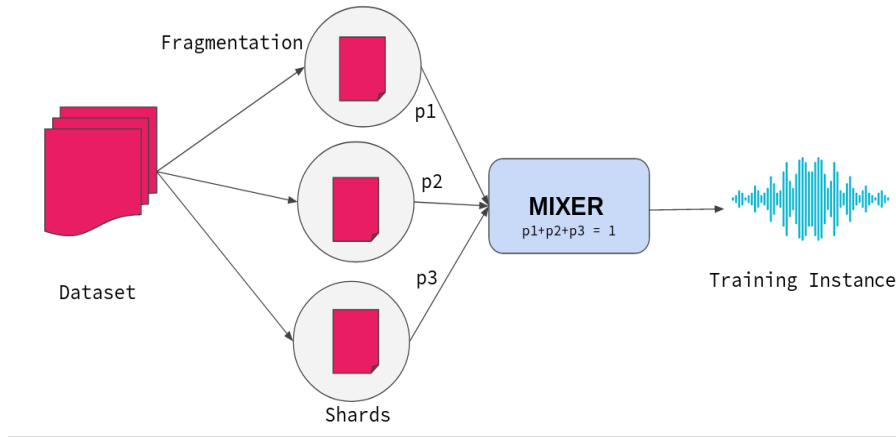 Fragmentation
p1
p2
MIXER
p1+p2+p3 = 1
p3
Training Instance
Dataset
Shards